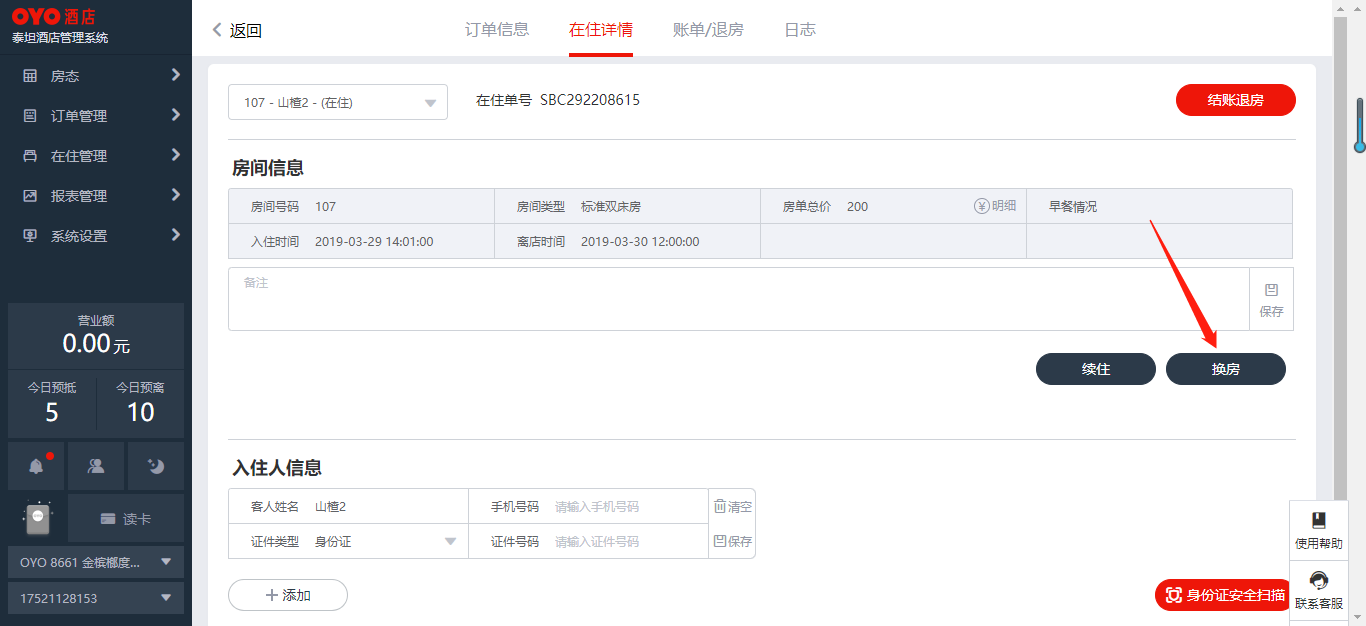 OYO 酒店
泰坦酒店管理系统
房态
订单管理
在住管理
报表管理
系统设置
营业额
0.00元
今日预抵
5
今日预离
10
读卡
OYO 8661 金槟榔度...
17521128153
返回
订单信息
在住详情
账单/退房
日志
107 - 山楂2 - (在住)
在住单号 SBC292208615
结账退房
房间信息
房间号码 107
房间类型 标准双床房
房单总价 200
明细
早餐情况
入住时间 2019-03-29 14:01:00
离店时间 2019-03-30 12:00:00
备注
保存
续住
换房
入住人信息
客人姓名 山楂2
手机号码 请输入手机号码
清空
证件类型 身份证
证件号码 请输入证件号码
保存
添加
身份证安全扫描
使用帮助
联系客服